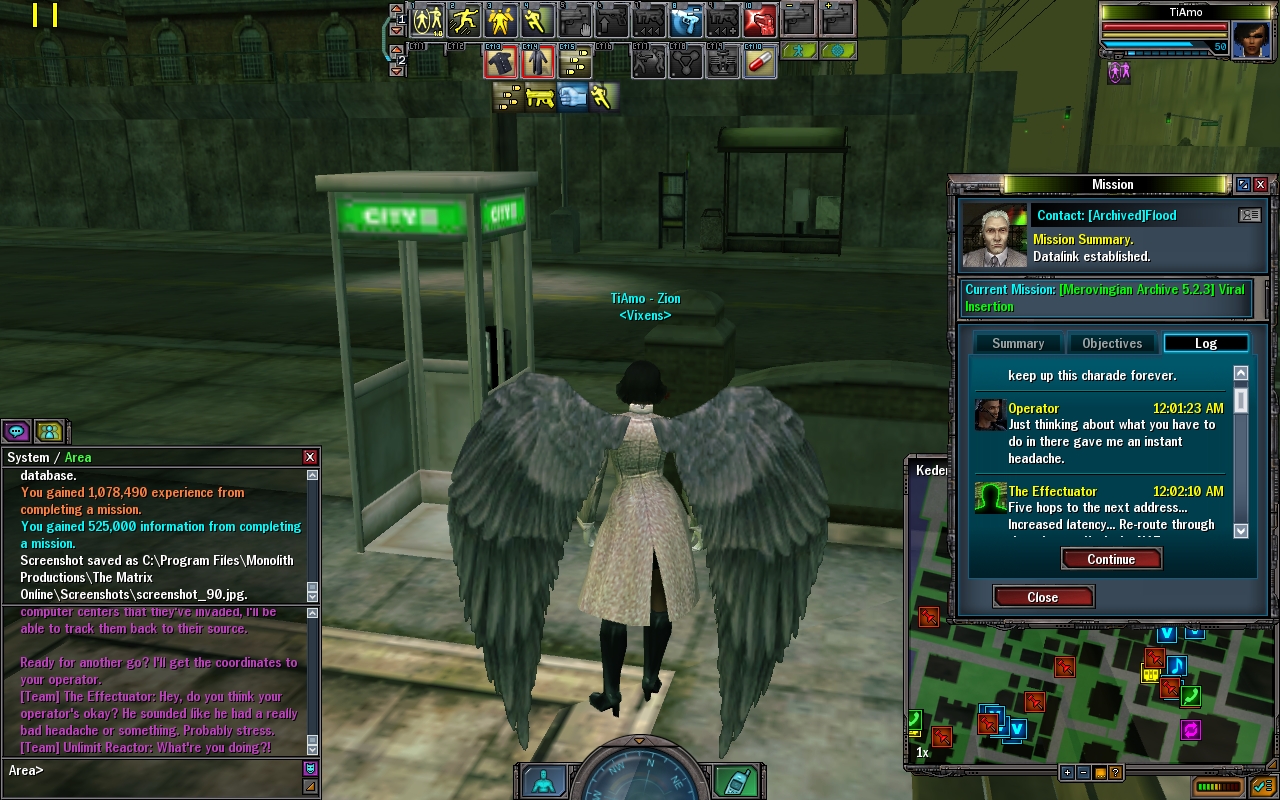 TiAmo
50
1
2
Mission
Contact: [Archived]Flood
Mission Summary.
Datalink established.
Current Mission: [Merovingian Archive 5.2.3] Viral
Insertion
Summary
Objectives
Log
keep up this charade forever.
Operator 12:01:23 AM
Just thinking about what you have to
do in there gave me an instant
headache.
The Effectuator 12:02:10 AM
Five hops to the next address...
Increased latency... Re-route through
Continue
Close
CITY
CITY
TiAmo - Zion
<Vixens>
System / Area
database.
You gained 1,078,490 experience from
completing a mission.
You gained 525,000 information from completing
a mission.
Screenshot saved as C:\Program Files\Monolith
Productions\The Matrix
Online\Screenshots\screenshot_90.jpg.
computer centers that they've invaded, I'll be
able to track them back to their source.
Ready for another go? I'll get the coordinates to
your operator.
[Team] The Effectuator: Hey, do you think your
operator's okay? He sounded like he had a really
bad headache or something. Probably stress.
[Team] Unlimit Reactor: What're you doing?!
Area>
Keder
1x
W
NW
N
NE